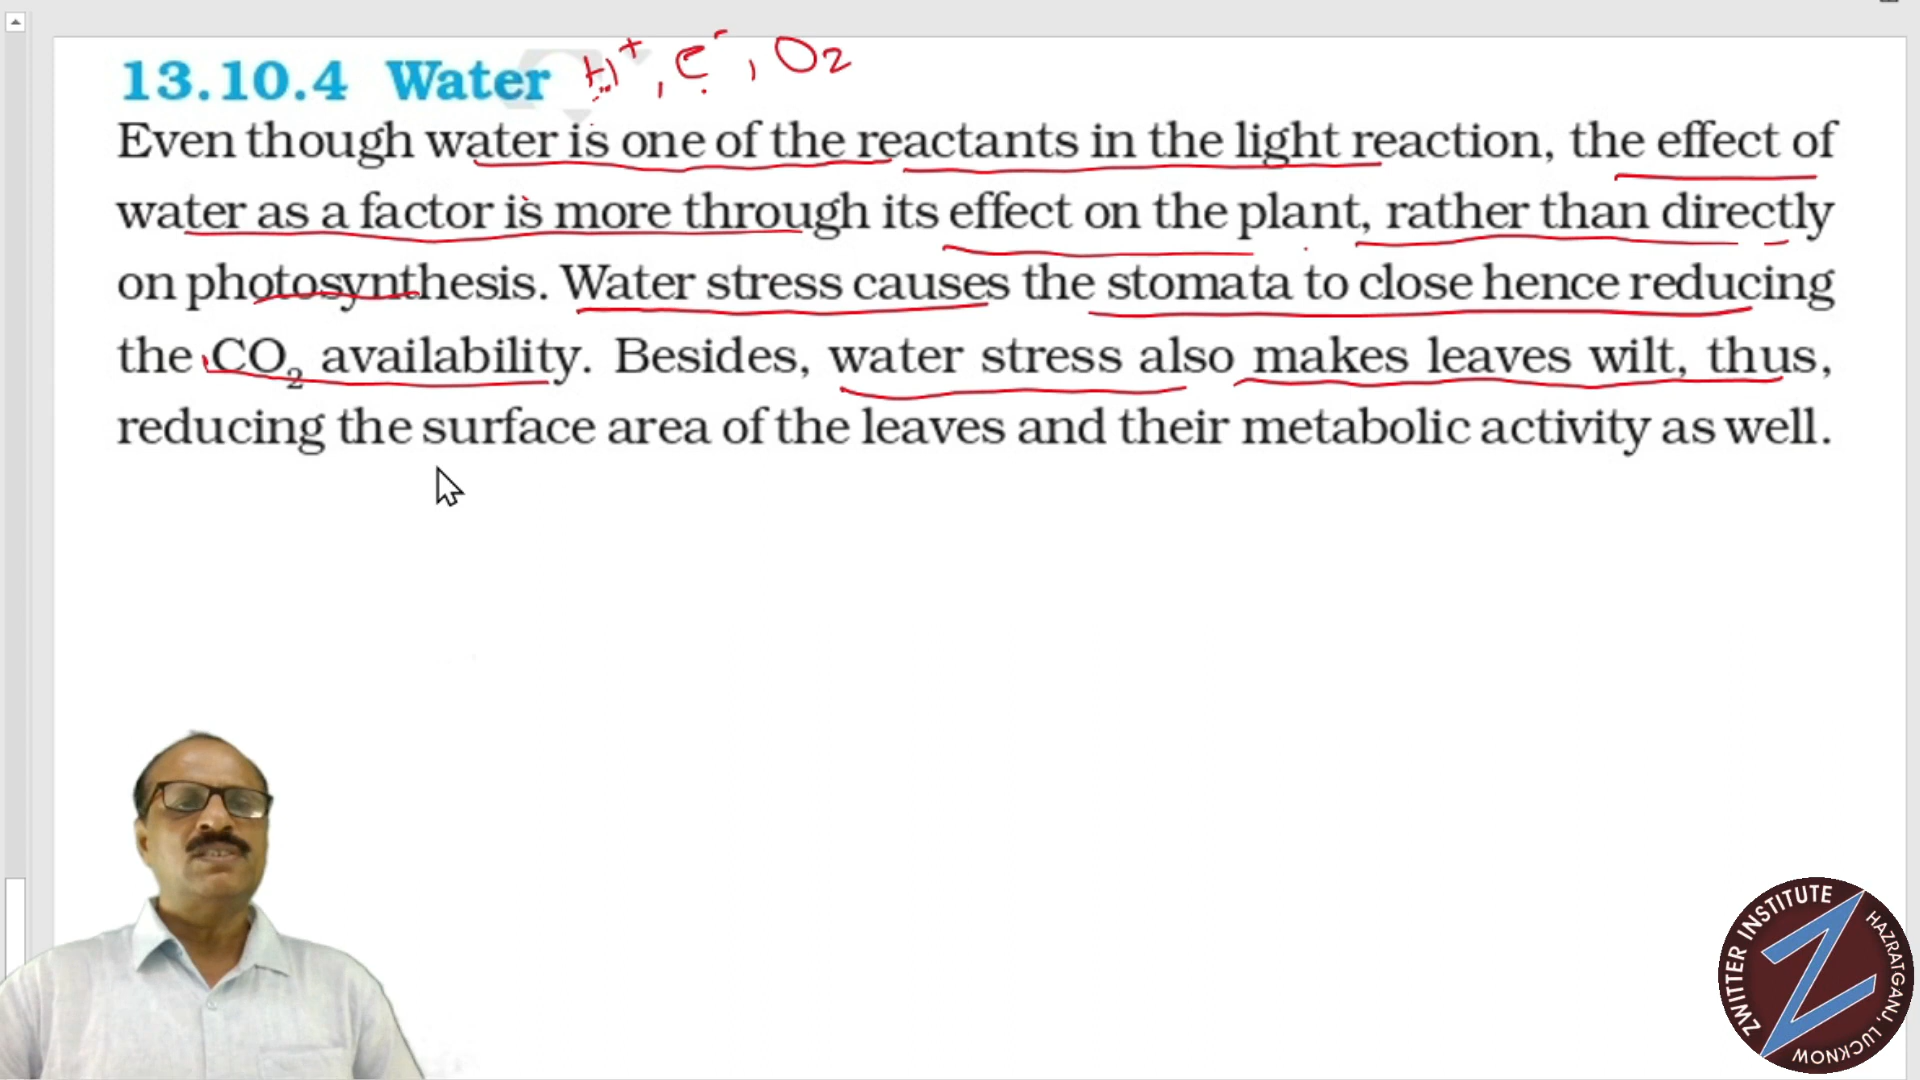 13.10.4 Water H⁺, e⁻, O₂
Even though water is one of the reactants in the light reaction, the effect of
water as a factor is more through its effect on the plant, rather than directly
on photosynthesis. Water stress causes the stomata to close hence reducing
the CO₂ availability. Besides, water stress also makes leaves wilt, thus,
reducing the surface area of the leaves and their metabolic activity as well.
ZWITTER INSTITUTE
HAZRATGANJ, LUCKNOW